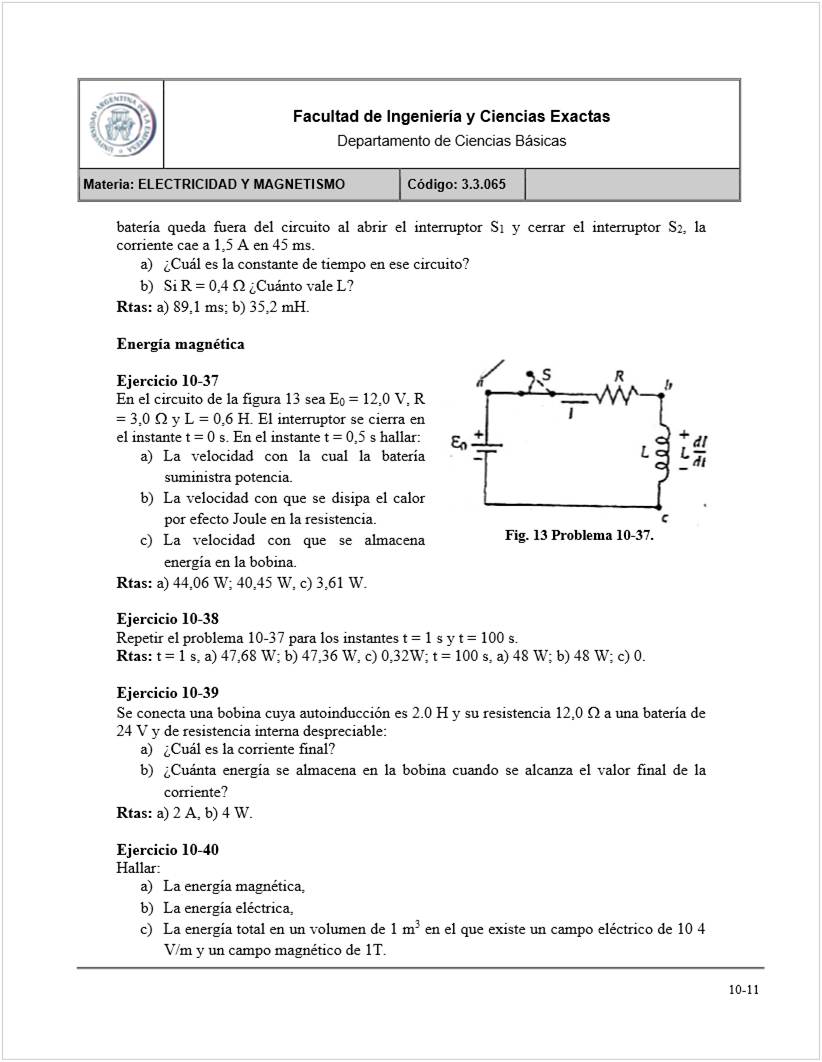 UNIVERSIDAD ARGENTINA DE LA EMPRESA
Facultad de Ingeniería y Ciencias Exactas
Departamento de Ciencias Básicas
Materia: ELECTRICIDAD Y MAGNETISMO
Código: 3.3.065
batería queda fuera del circuito al abrir el interruptor S1 y cerrar el interruptor S2, la
corriente cae a 1,5 A en 45 ms.
a) ¿Cuál es la constante de tiempo en ese circuito?
b) Si R = 0,4 Ω ¿Cuánto vale L?
Rtas: a) 89,1 ms; b) 35,2 mH.
Energía magnética
Ejercicio 10-37
En el circuito de la figura 13 sea E0 = 12,0 V, R
= 3,0 Ω y L = 0,6 H. El interruptor se cierra en
el instante t = 0 s. En el instante t = 0,5 s hallar:
a) La velocidad con la cual la batería
suministra potencia.
b) La velocidad con que se disipa el calor
por efecto Joule en la resistencia.
c) La velocidad con que se almacena
energía en la bobina.
Rtas: a) 44,06 W; 40,45 W, c) 3,61 W.
a
S
R
b
I
+
ε0
−
L
+
L dI
dt
−
c
Fig. 13 Problema 10-37.
Ejercicio 10-38
Repetir el problema 10-37 para los instantes t = 1 s y t = 100 s.
Rtas: t = 1 s, a) 47,68 W; b) 47,36 W, c) 0,32W; t = 100 s, a) 48 W; b) 48 W; c) 0.
Ejercicio 10-39
Se conecta una bobina cuya autoinducción es 2.0 H y su resistencia 12,0 Ω a una batería de
24 V y de resistencia interna despreciable:
a) ¿Cuál es la corriente final?
b) ¿Cuánta energía se almacena en la bobina cuando se alcanza el valor final de la
corriente?
Rtas: a) 2 A, b) 4 W.
Ejercicio 10-40
Hallar:
a) La energía magnética,
b) La energía eléctrica,
c) La energía total en un volumen de 1 m³ en el que existe un campo eléctrico de 10 4
V/m y un campo magnético de 1T.
10-11